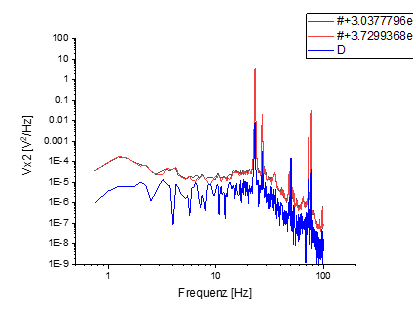 #+3.0377796e
#+3.7299368e
D
100
10
1
0.1
0.01
0.001
1E-4
1E-5
1E-6
1E-7
1E-8
1E-9
Vx2 [V²/Hz]
1
10
100
Frequenz [Hz]